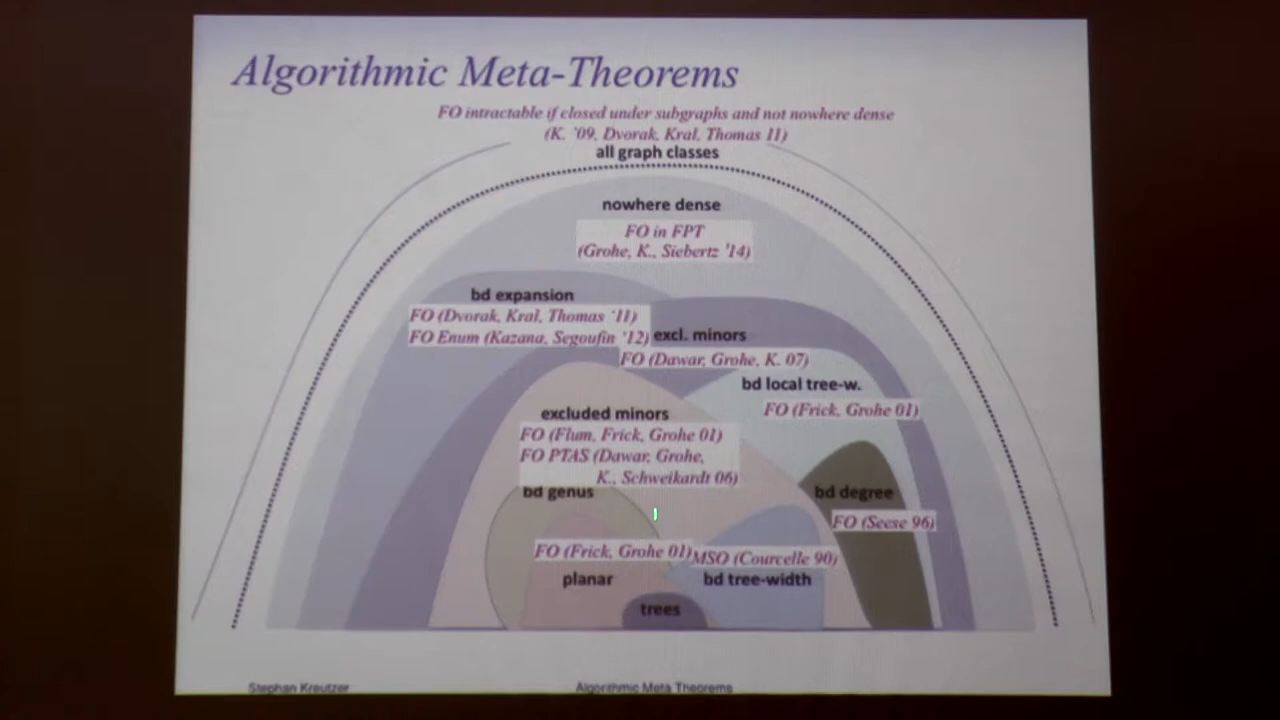 Algorithmic Meta-Theorems
FO intractable if closed under subgraphs and not nowhere dense
(K. '09, Dvorak, Kral, Thomas 11)
all graph classes
nowhere dense
FO in FPT
(Grohe, K., Siebertz '14)
bd expansion
FO (Dvorak, Kral, Thomas '11)
FO Enum (Kazana, Segoufin '12)
excl. minors
FO (Dawar, Grohe, K. 07)
bd local tree-w.
FO (Frick, Grohe 01)
excluded minors
FO (Flum, Frick, Grohe 01)
FO PTAS (Dawar, Grohe,
K., Schweikardt 06)
bd genus
bd degree
FO (Seese 96)
FO (Frick, Grohe 01)
MSO (Courcelle 90)
planar
bd tree-width
trees
Stephan Kreutzer
Algorithmic Meta Theorems